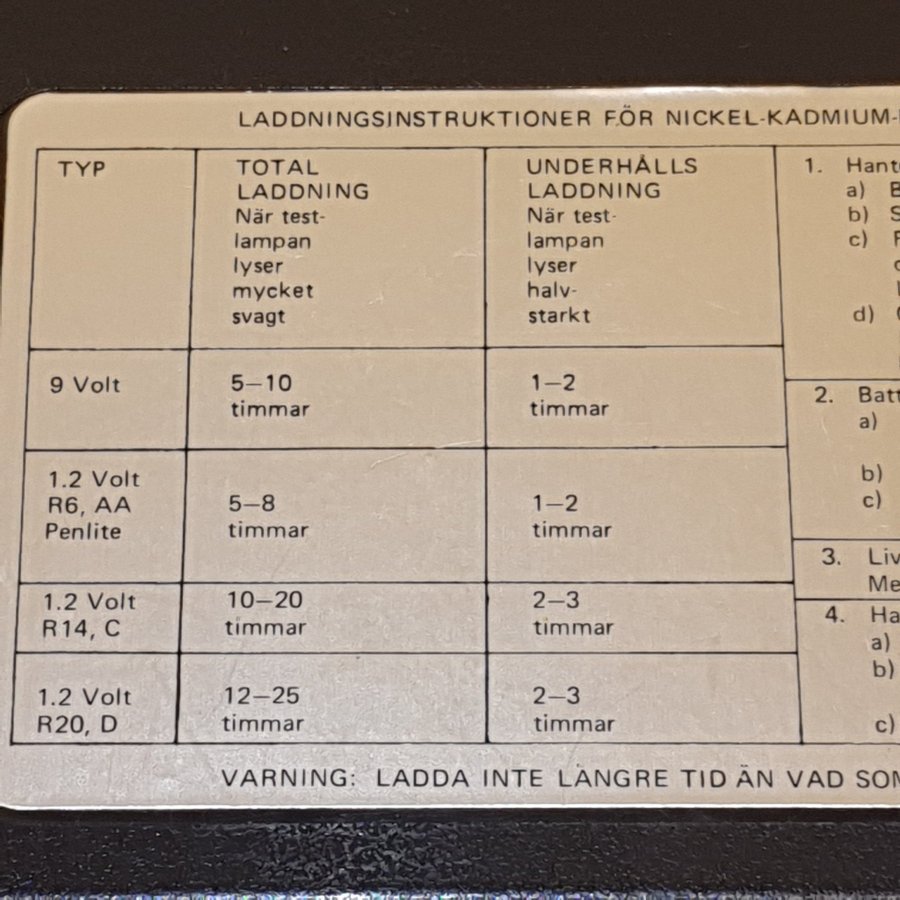 LADDNINGSINSTRUKTIONER FÖR NICKEL-KADMIUM-
TYP
TOTAL
LADDNING
När test-
lampan
lyser
mycket
svagt
UNDERHÅLLS
LADDNING
När test-
lampan
lyser
halv-
starkt
9 Volt
5–10
timmar
1–2
timmar
1.2 Volt
R6, AA
Penlite
5–8
timmar
1–2
timmar
1.2 Volt
R14, C
10–20
timmar
2–3
timmar
1.2 Volt
R20, D
12–25
timmar
2–3
timmar
1.
a)
b)
c)
d)
2.
a)
b)
c)
3.
4.
a)
b)
c)
VARNING: LADDA INTE LÄNGRE TID ÄN VAD SOM